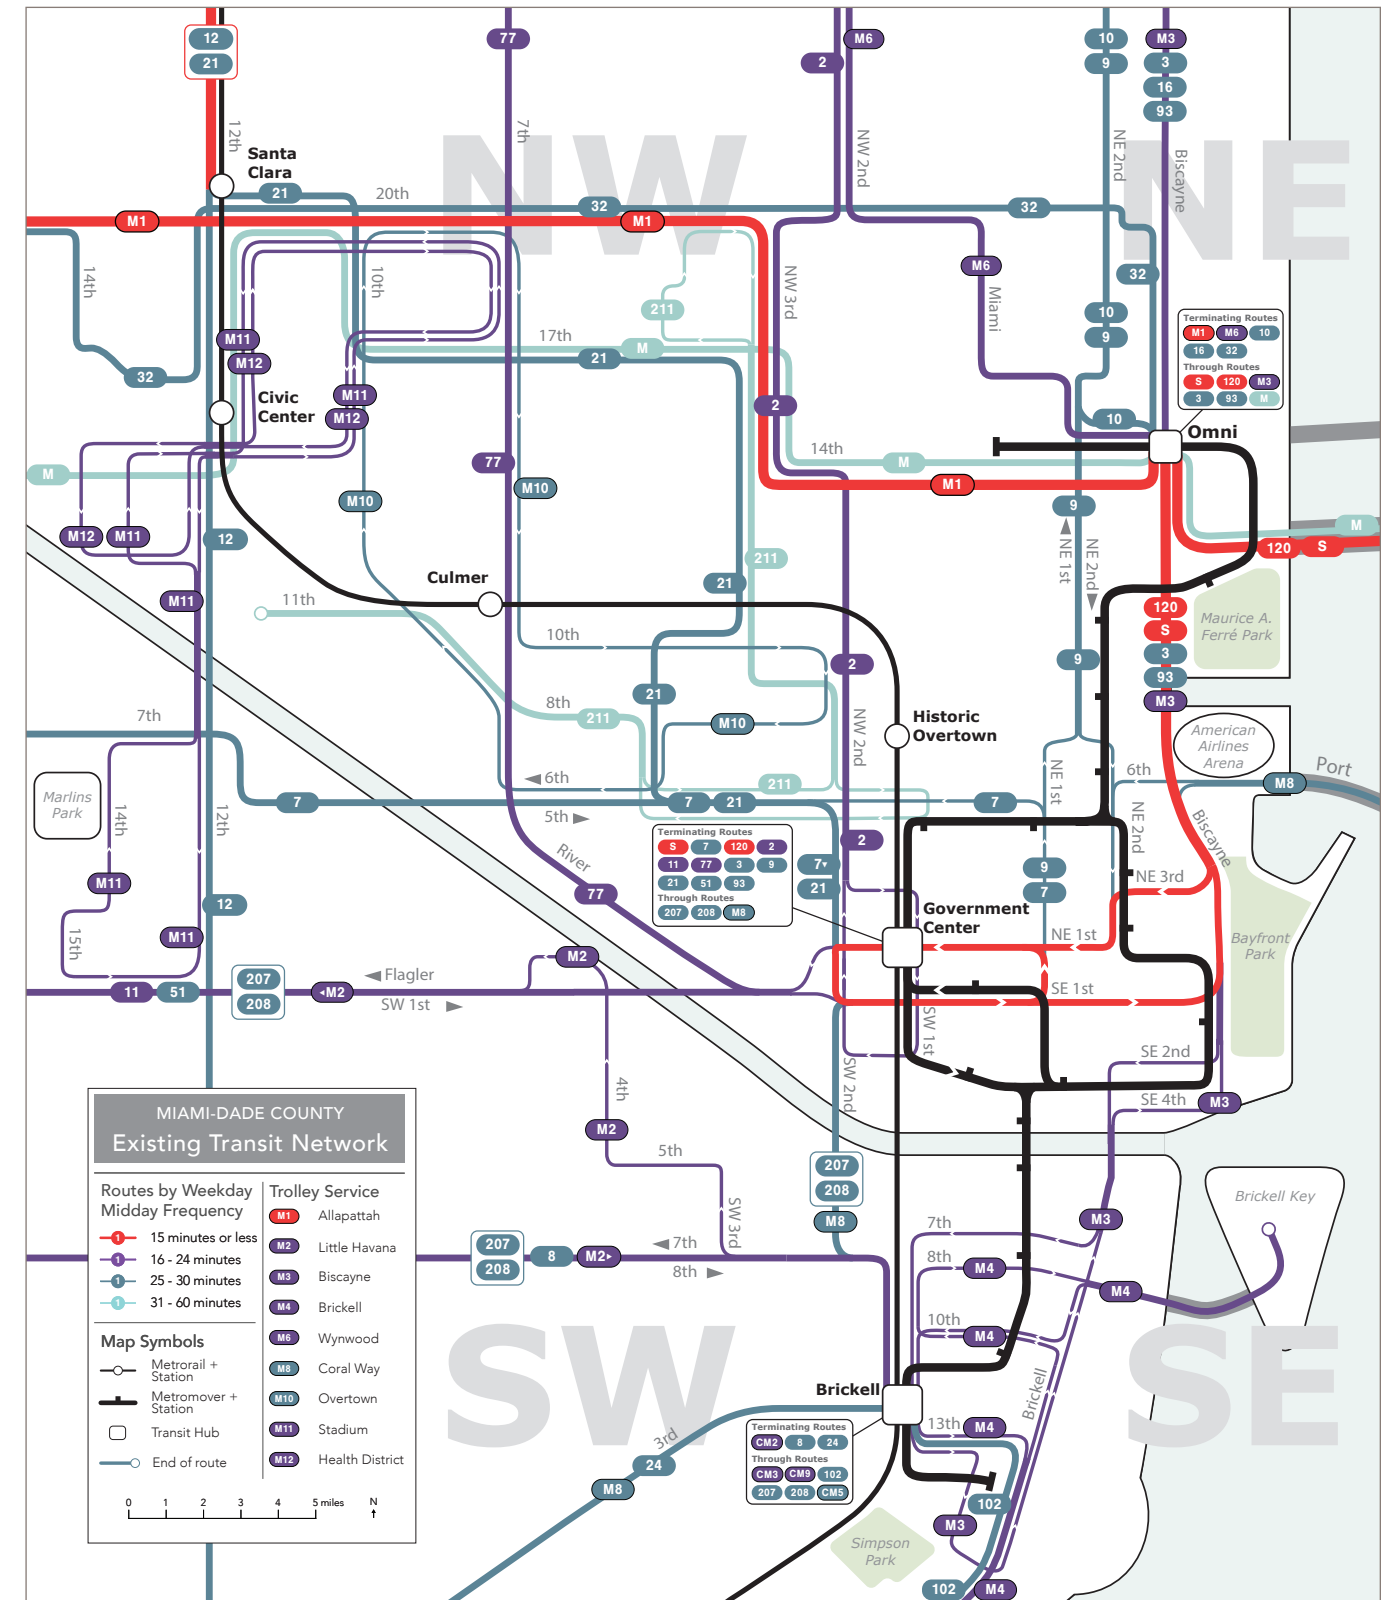 12
21
77
M6
2
10
9
M3
3
16
93
12th
7th
NW 2nd
NE 2nd
Biscayne
NW
NE
Santa
Clara
21
20th
32
32
M1
M1
14th
10th
NW 3rd
M6
Miami
32
211
10
9
17th
M
21
M11
M12
32
M11
M12
Civic
Center
2
10
Terminating Routes
M1
M6
10
16
32
Through Routes
S
120
M3
3
93
M
Omni
14th
M
M
77
M10
M10
M1
9
M
120
S
M12
M11
12
NE 1st
NE 2nd
211
21
Culmer
M11
11th
10th
Maurice A.
Ferré Park
120
S
3
93
M3
9
2
21
8th
211
M10
7th
NW 2nd
Historic
Overtown
American
Airlines
Arena
Port
M8
6th
6th
211
NE 1st
7
7
21
7
5th
Marlins
Park
14th
12th
NE 2nd
Biscayne
River
Terminating Routes
S
7
120
2
11
77
3
9
21
51
93
Through Routes
207
208
M8
2
7▾
21
9
7
M11
77
NE 3rd
12
Government
Center
15th
M11
NE 1st
Bayfront
Park
M2
Flagler
207
208
11
51
◂M2
SW 1st
SE 1st
SW 1st
SE 2nd
SW 2nd
4th
SE 4th
M3
M2
5th
MIAMI-DADE COUNTY
Existing Transit Network
Routes by Weekday
Midday Frequency
1
15 minutes or less
1
16 - 24 minutes
1
25 - 30 minutes
1
31 - 60 minutes
Map Symbols
Metrorail +
Station
Metromover +
Station
Transit Hub
End of route
0
1
2
3
4
5 miles
N
Trolley Service
M1
Allapattah
M2
Little Havana
M3
Biscayne
M4
Brickell
M6
Wynwood
M8
Coral Way
M10
Overtown
M11
Stadium
M12
Health District
207
208
M8
Brickell Key
SW 3rd
7th
M3
207
208
8
M2▸
7th
8th
8th
M4
M4
10th
M4
SW
SE
Brickell
Brickell
13th
M4
3rd
24
M8
Terminating Routes
CM2
8
24
Through Routes
CM3
CM9
102
207
208
CM5
102
M3
Simpson
Park
102
M4